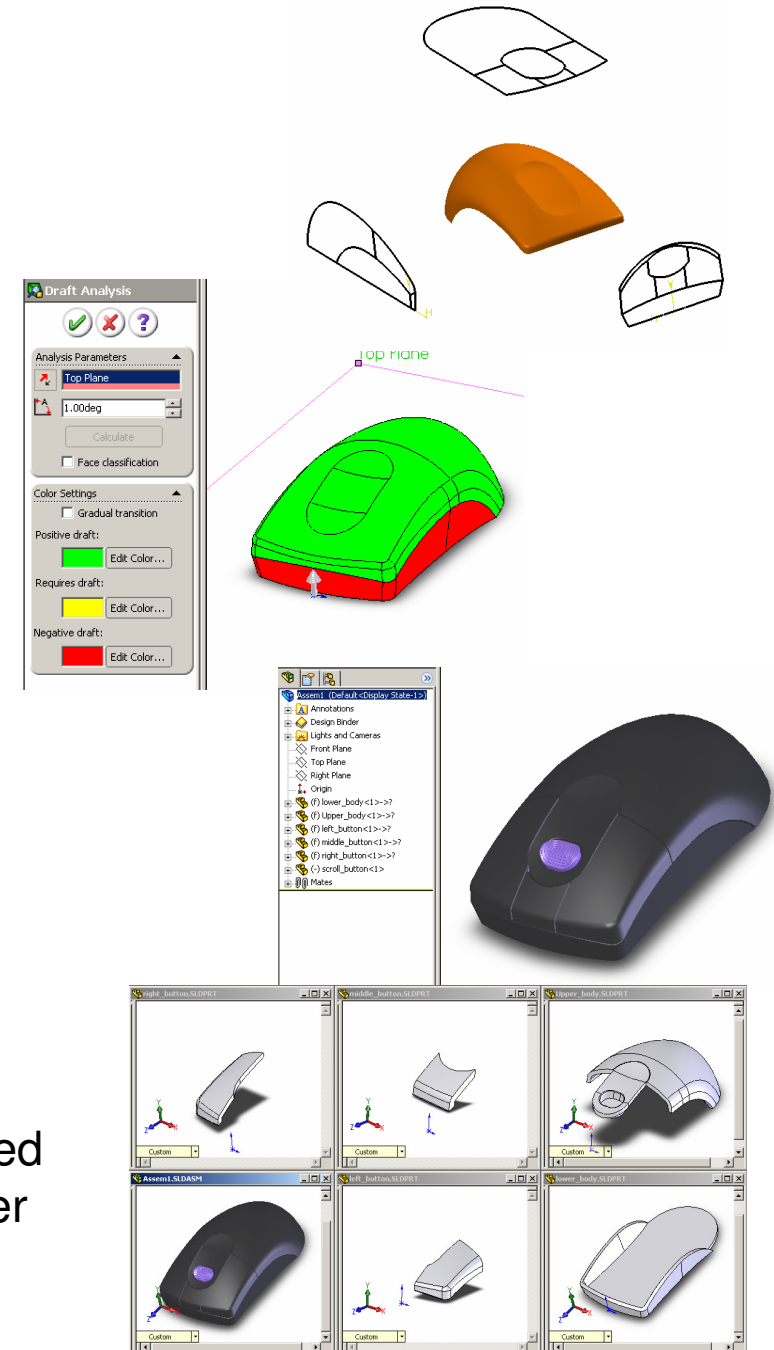 H
Draft Analysis
Analysis Parameters
Top Plane
1.00deg
Calculate
Face classification
Color Settings
Gradual transition
Positive draft:
Edit Color...
Requires draft:
Edit Color...
Negative draft:
Edit Color...
Top Plane
Assem1 (Default<Display State-1>)
Annotations
Design Binder
Lights and Cameras
Front Plane
Top Plane
Right Plane
Origin
(f) lower_body<1>->?
(f) Upper_body<1>->?
(f) left_button<1>->?
(f) middle_button<1>->?
(f) right_button<1>->?
(-) scroll_button<1>
Mates
right_button.SLDPRT
middle_button.SLDPRT
Upper_body.SLDPRT
Y
Z
X
Custom
Y
Z
X
Custom
Y
Z
X
Custom
ed
er
Assem1.SLDASM
left_button.SLDPRT
lower_body.SLDPRT
Y
Z
X
Custom
Y
Z
X
Custom
Y
Z
X
Custom